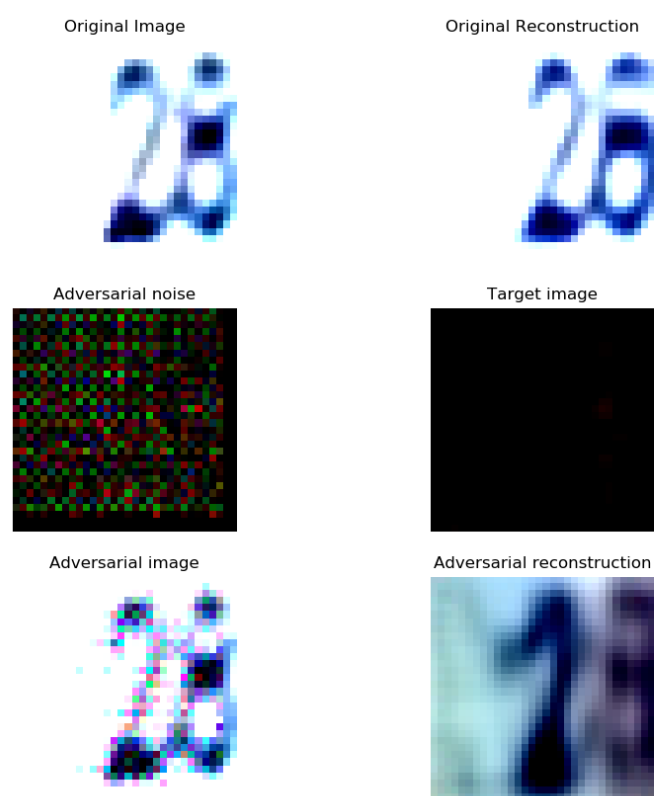 Original Image
Original Reconstruction
Adversarial noise
Target image
Adversarial image
Adversarial reconstruction